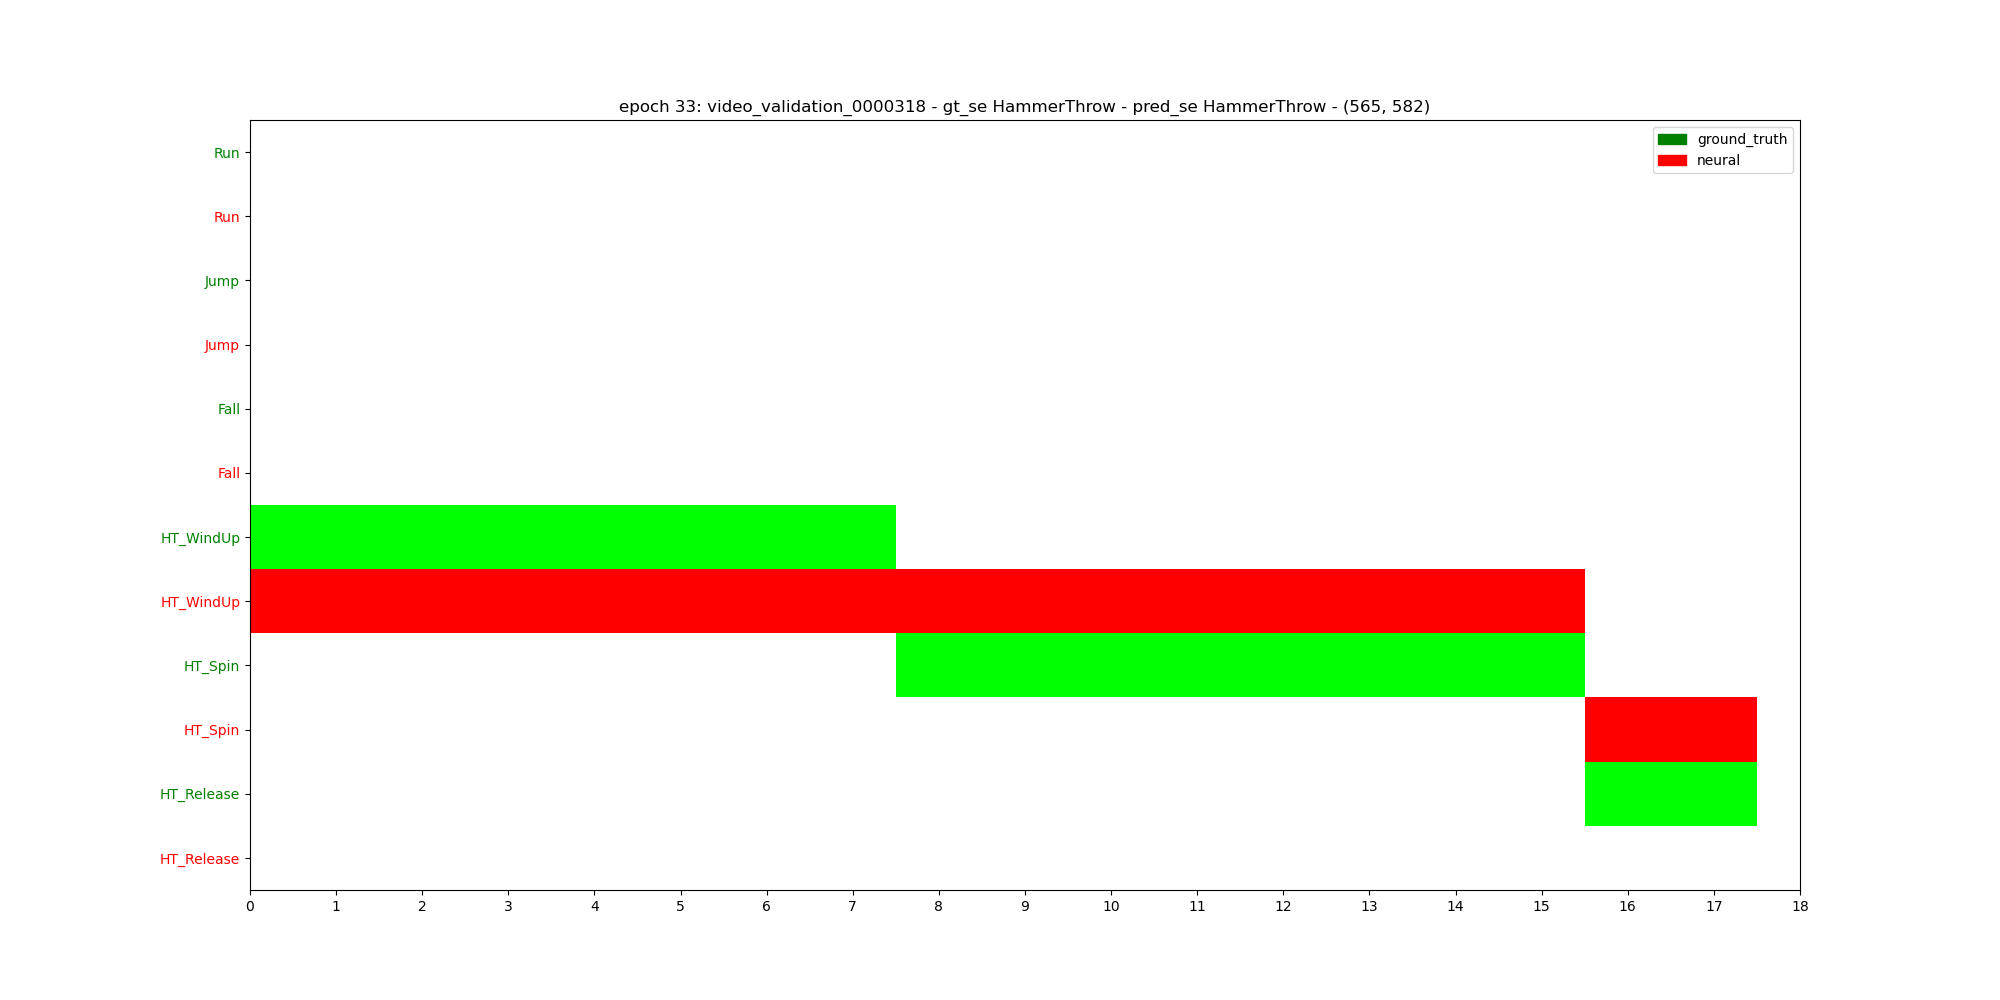 epoch 33: video_validation_0000318 - gt_se HammerThrow - pred_se HammerThrow - (565, 582)
ground_truth
neural
Run
Run
Jump
Jump
Fall
Fall
HT_WindUp
HT_WindUp
HT_Spin
HT_Spin
HT_Release
HT_Release
0 1 2 3 4 5 6 7 8 9 10 11 12 13 14 15 16 17 18